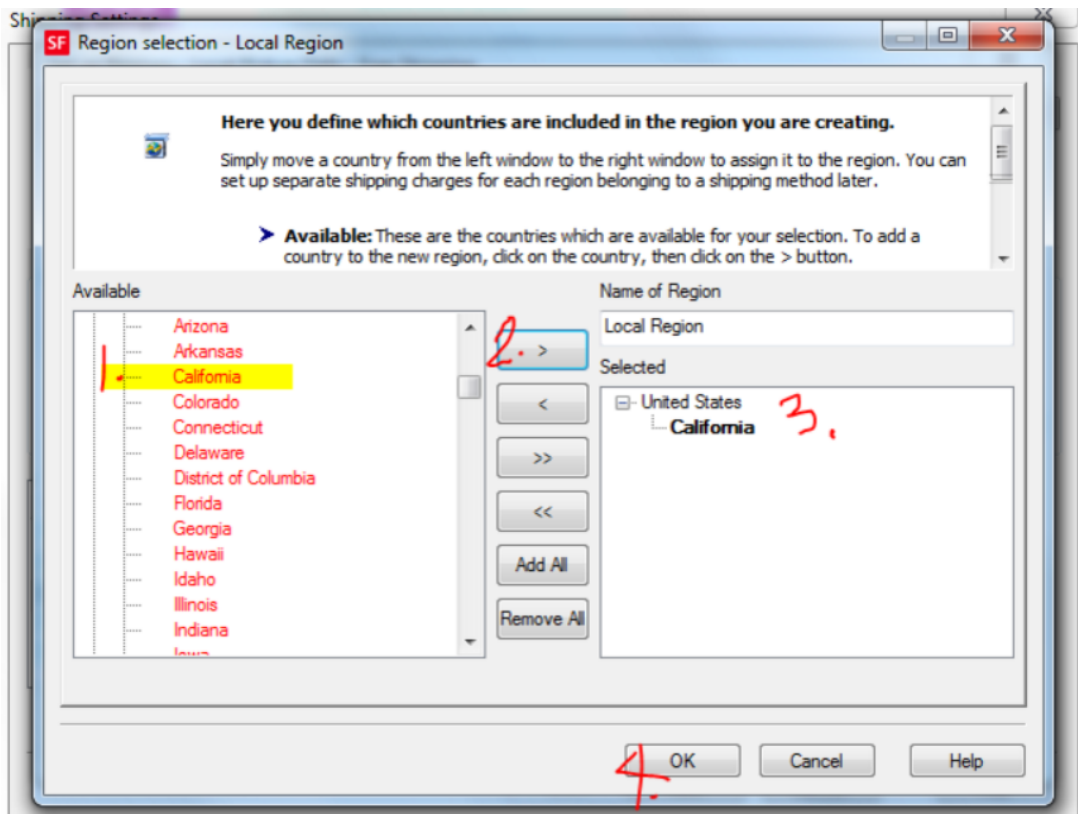 Shipping Settings
SF Region selection - Local Region
Here you define which countries are included in the region you are creating.
Simply move a country from the left window to the right window to assign it to the region. You can
set up separate shipping charges for each region belonging to a shipping method later.
Available: These are the countries which are available for your selection. To add a
country to the new region, click on the country, then click on the > button.
Available
Arizona
Arkansas
1. California
Colorado
Connecticut
Delaware
District of Columbia
Florida
Georgia
Hawaii
Idaho
Illinois
Indiana
Iowa
2. >
<
>>
<<
Add All
Remove All
Name of Region
Local Region
Selected
United States
California
3.
4. OK
Cancel
Help